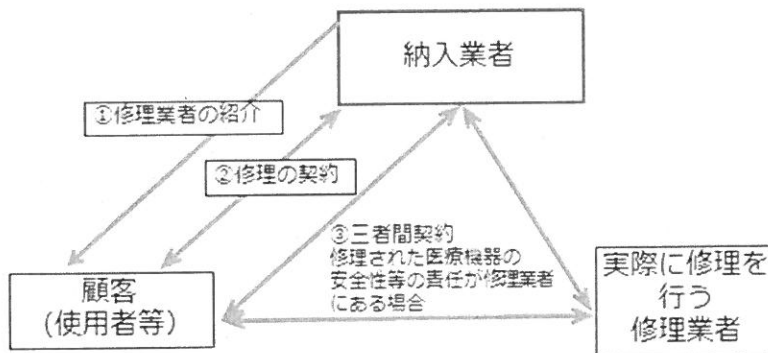 納入業者
①修理業者の紹介
②修理の契約
③三者間契約
修理された医療機器の
安全性等の責任が修理業者
にある場合
顧客
(使用者等)
実際に修理を
行う
修理業者